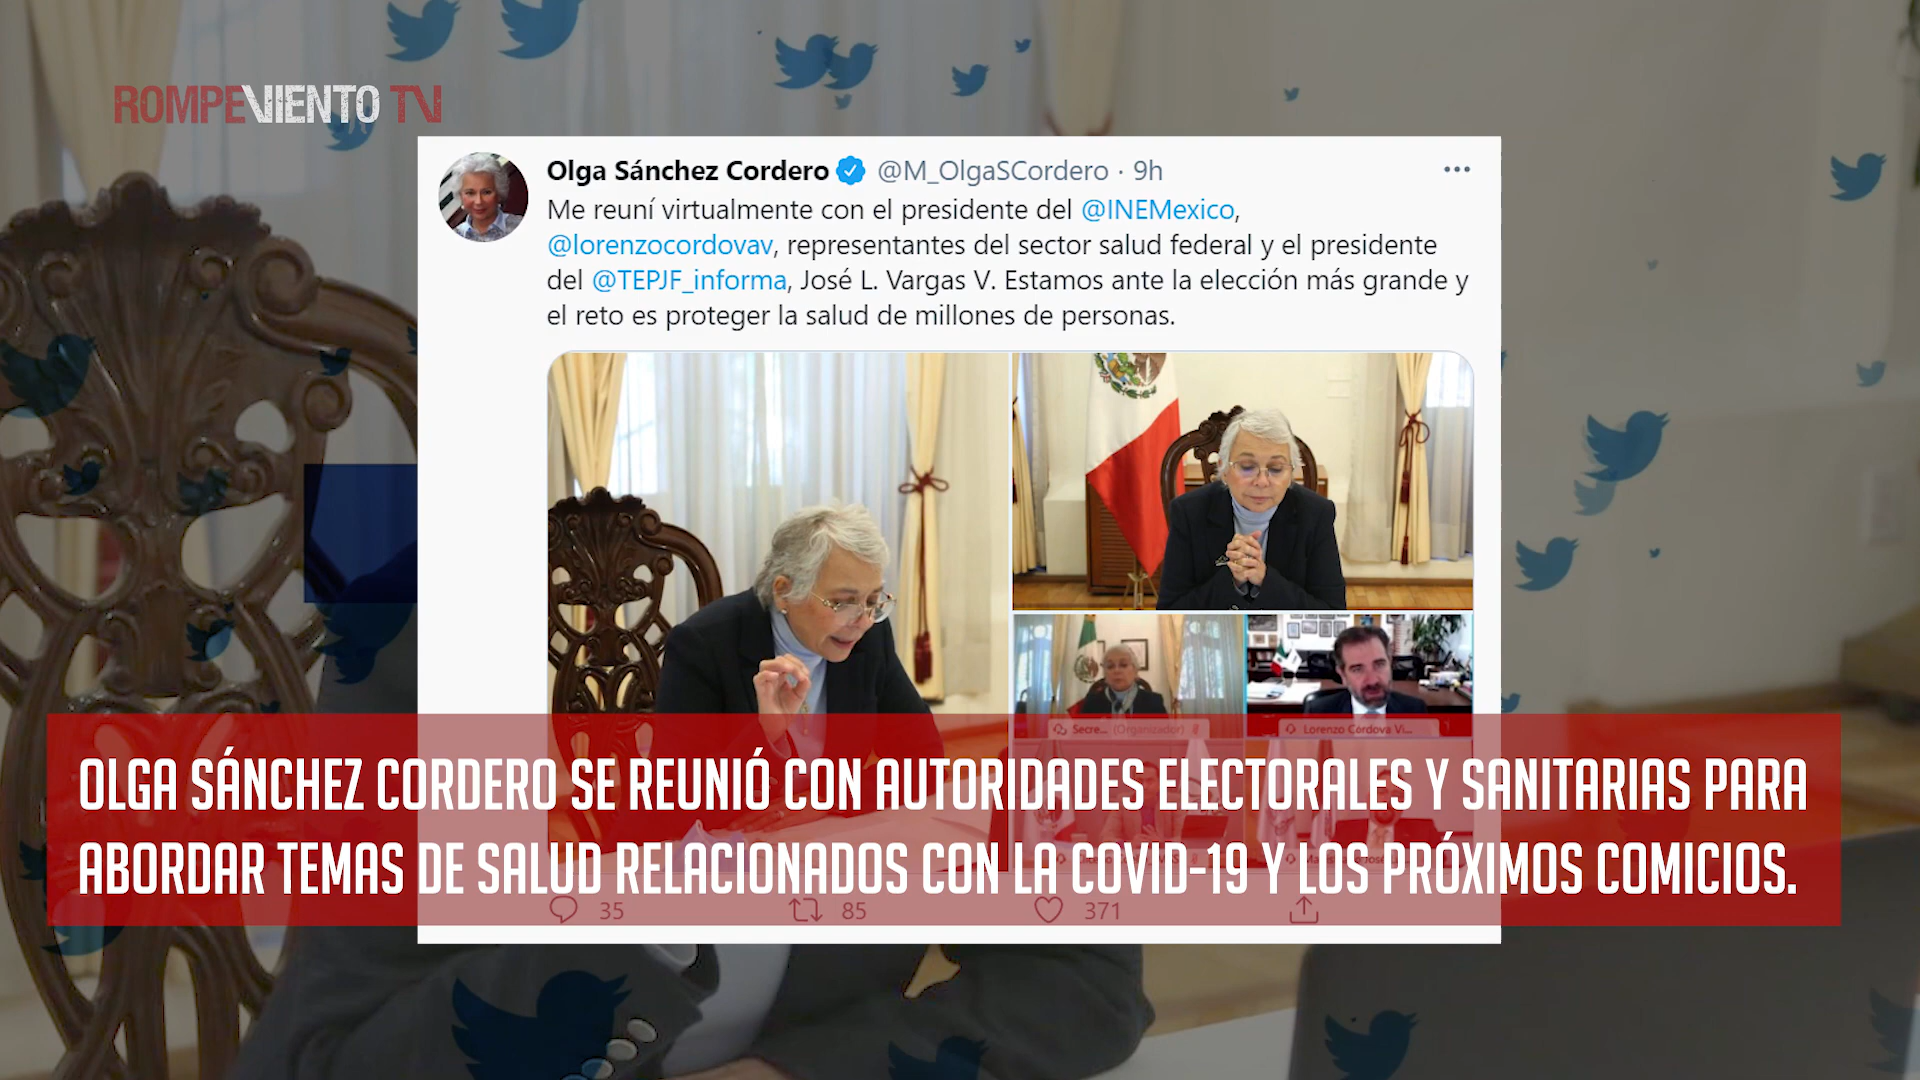 ROMPEVIENTO TV
Olga Sánchez Cordero @M_OlgaSCordero · 9h
Me reuní virtualmente con el presidente del @INEMexico,
@lorenzocordovav, representantes del sector salud federal y el presidente
del @TEPJF_informa, José L. Vargas V. Estamos ante la elección más grande y
el reto es proteger la salud de millones de personas.
Secre... (Organizador)
Lorenzo Córdova Vi...
OLGA SÁNCHEZ CORDERO SE REUNIÓ CON AUTORIDADES ELECTORALES Y SANITARIAS PARA
ABORDAR TEMAS DE SALUD RELACIONADOS CON LA COVID-19 Y LOS PRÓXIMOS COMICIOS.
35 85 371